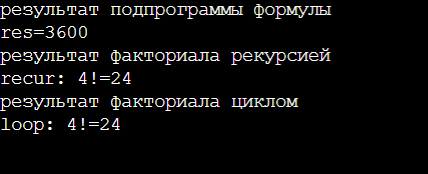 результат подпрограммы формулы
res=3600
результат факториала рекурсией
recur: 4!=24
результат факториала циклом
loop: 4!=24